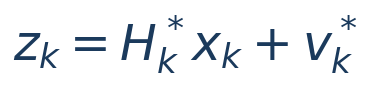 $z_k = H_k^* x_k + v_k^*$